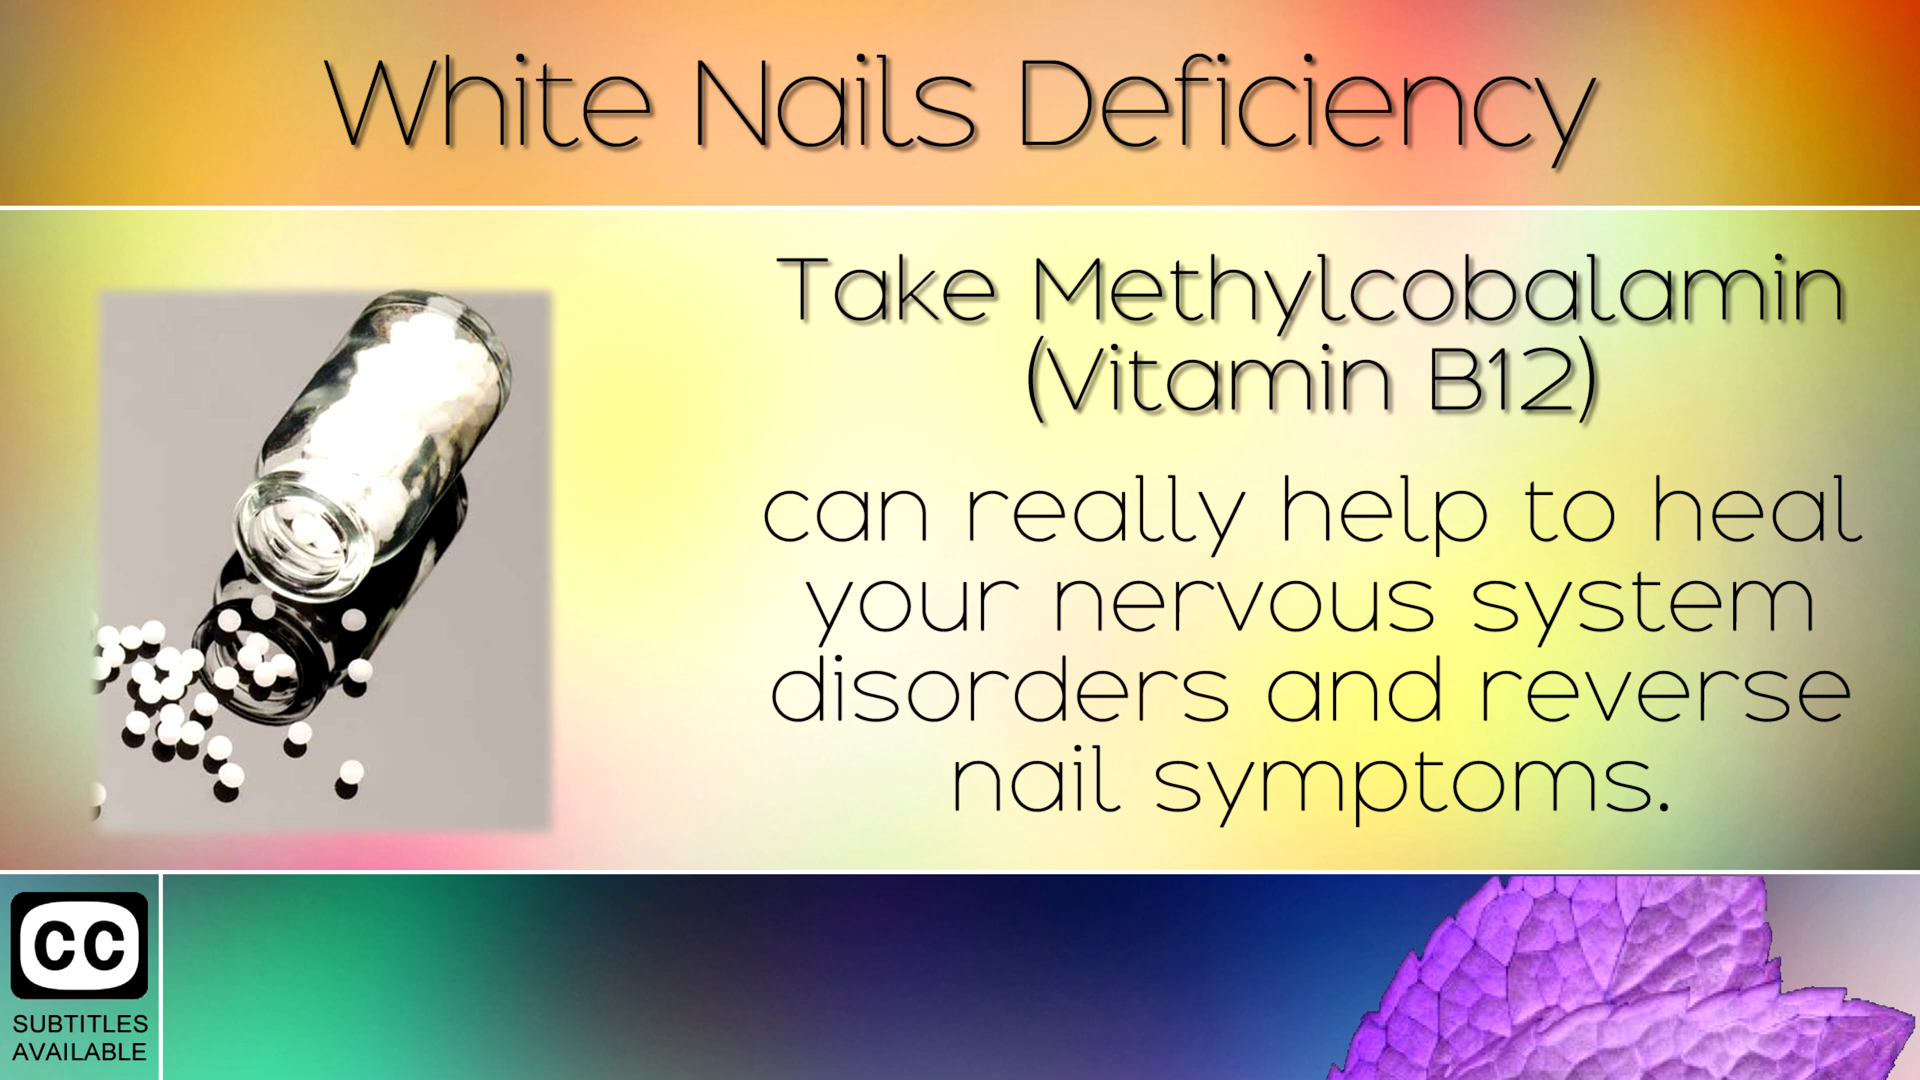 White Nails Deficiency
Take Methylcobalamin
(Vitamin B12)
can really help to heal
your nervous system
disorders and reverse
nail symptoms.
CC
SUBTITLES
AVAILABLE